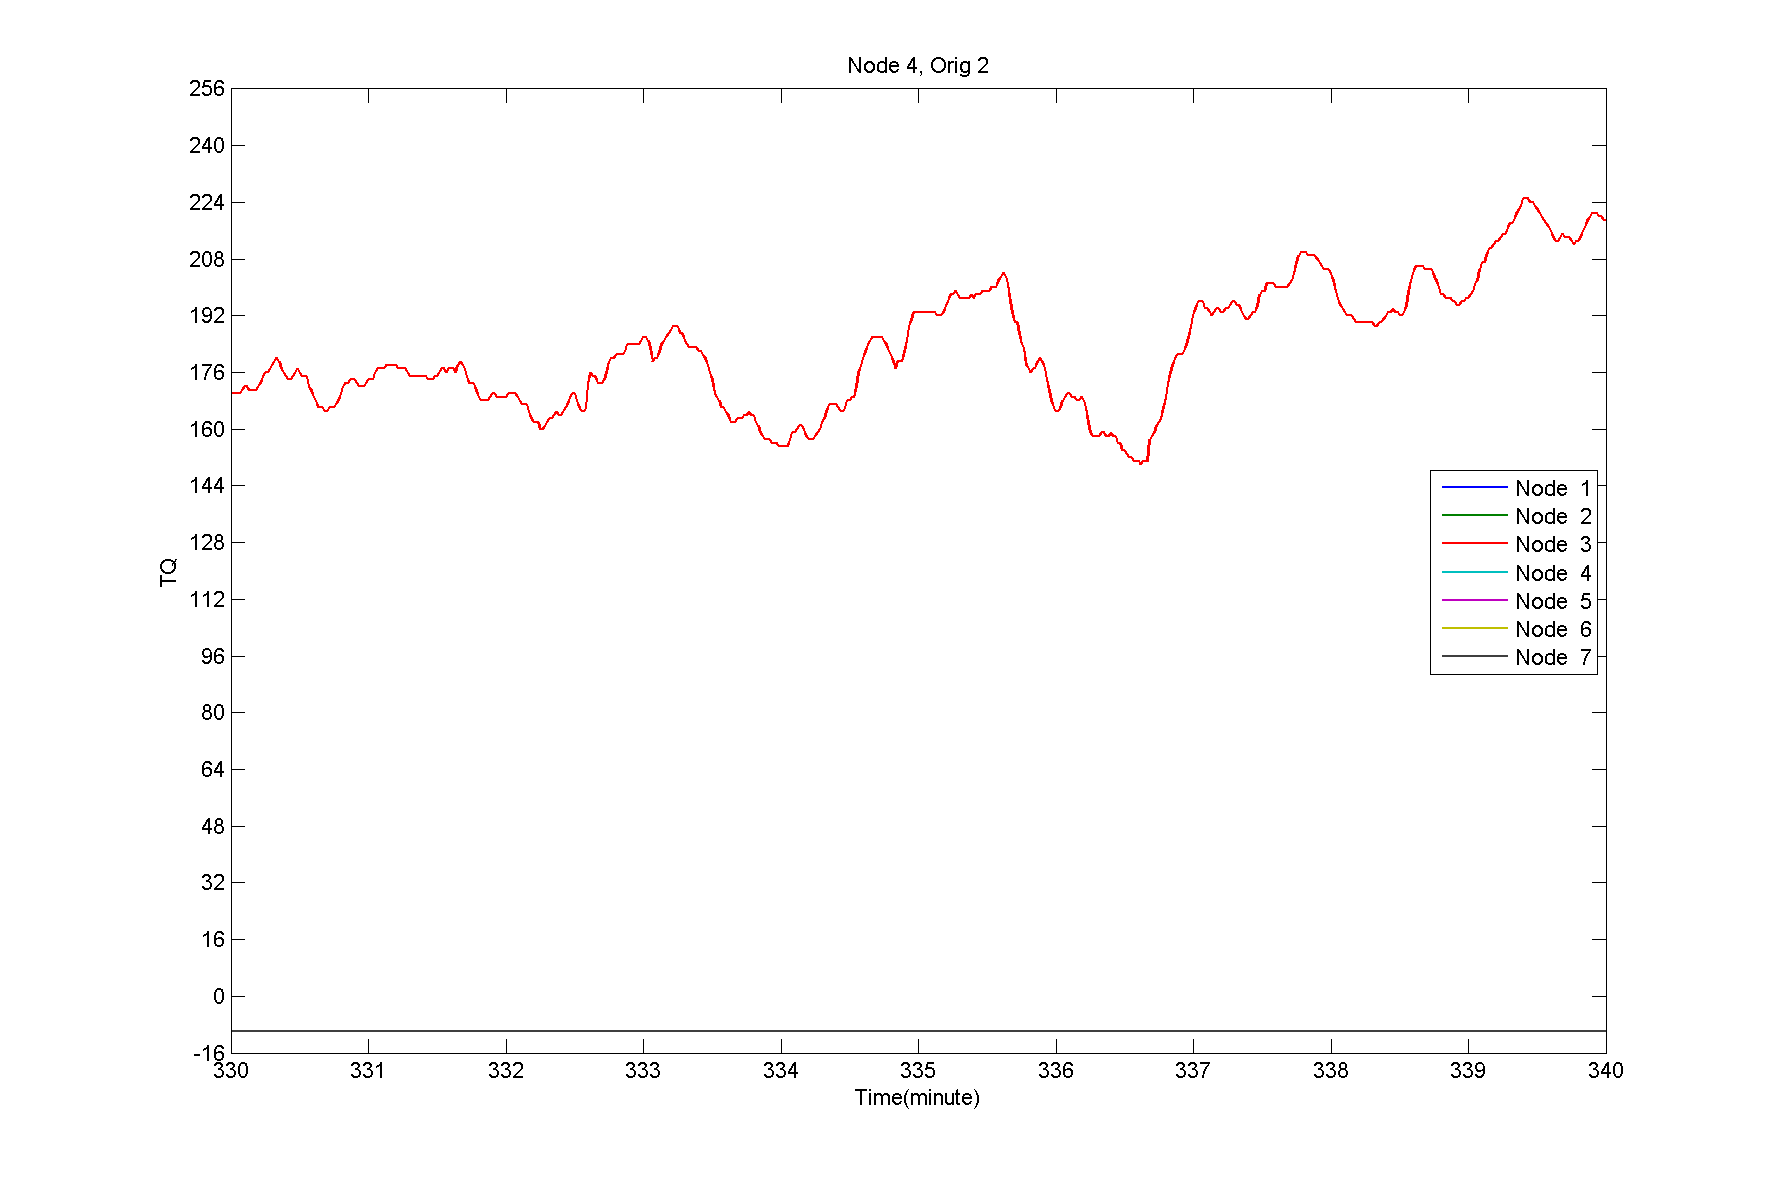 Node 4, Orig 2
256
240
224
208
192
176
160
144
128
112
96
80
64
48
32
16
0
-16
TQ
Node 1
Node 2
Node 3
Node 4
Node 5
Node 6
Node 7
330 331 332 333 334 335 336 337 338 339 340
Time(minute)